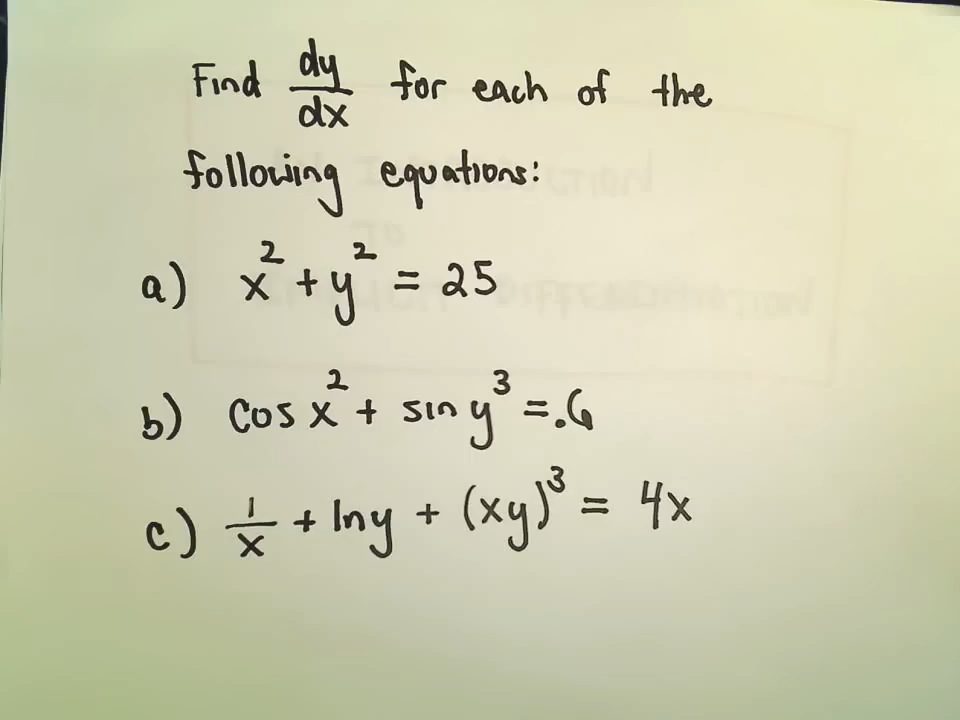 Find dy/dx for each of the
following equations:
a) x² + y² = 25
b) cos x² + sin y³ = .6
c) 1/x + ln y + (xy)³ = 4x